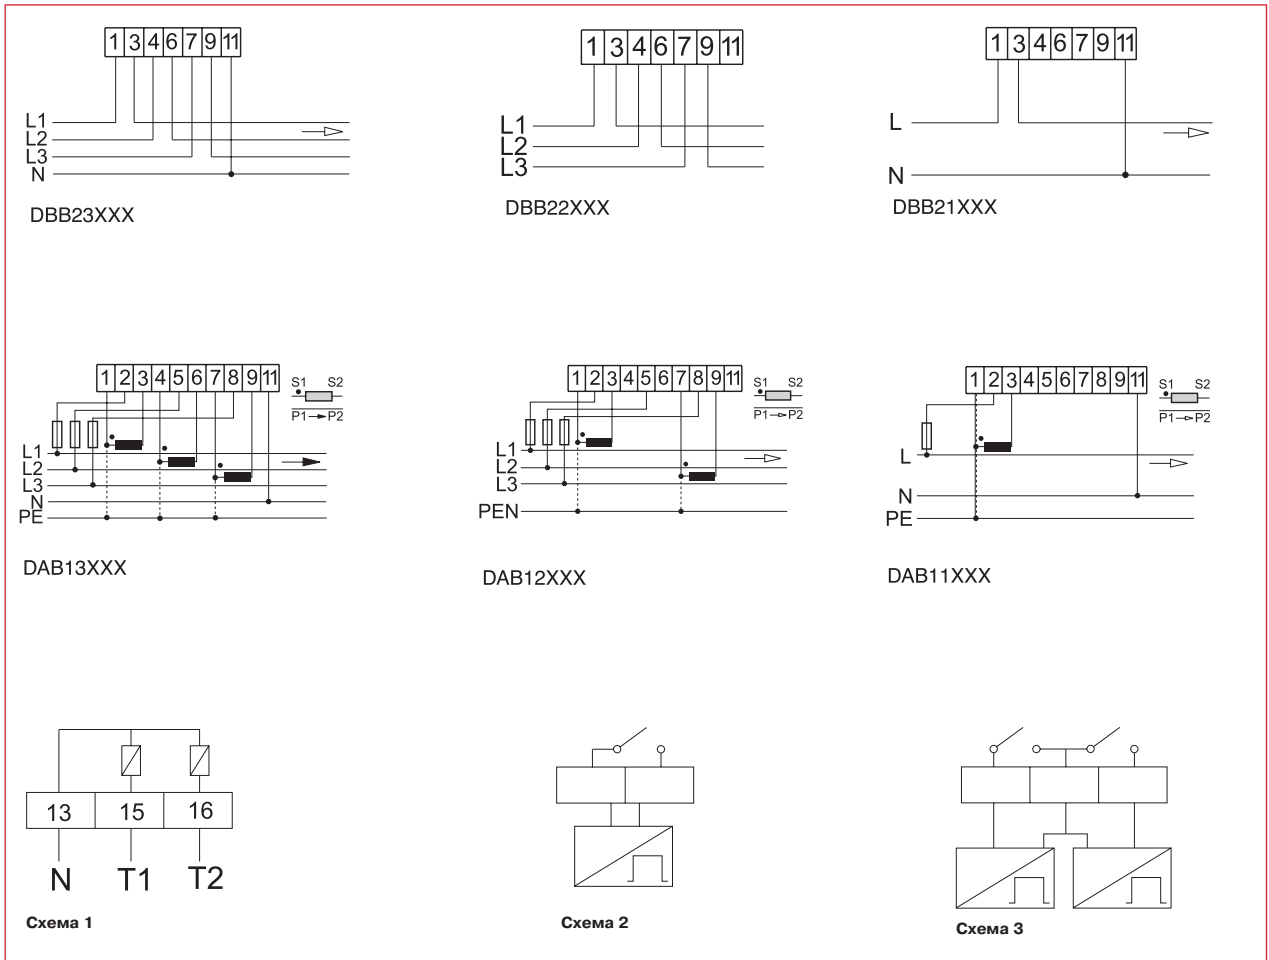 1 3 4 6 7 9 11
L1
L2
L3
N
DBB23XXX
1 3 4 6 7 9 11
L1
L2
L3
DBB22XXX
1 3 4 6 7 9 11
L
N
DBB21XXX
1 2 3 4 5 6 7 8 9 11
S1 S2
P1 P2
L1
L2
L3
N
PE
DAB13XXX
1 2 3 4 5 6 7 8 9 11
S1 S2
P1 P2
L1
L2
L3
PEN
DAB12XXX
1 2 3 4 5 6 7 8 9 11
S1 S2
P1 P2
L
N
PE
DAB11XXX
13 15 16
N T1 T2
Схема 1
Схема 2
Схема 3